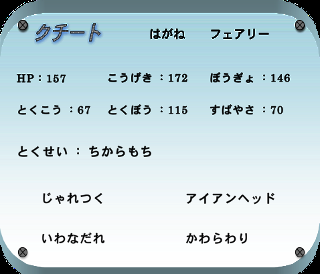 クチート はがね フェアリー
HP：157 こうげき：172 ぼうぎょ：146
とくこう：67 とくぼう：115 すばやさ：70
とくせい： ちからもち
じゃれつく アイアンヘッド
いわなだれ かわらわり